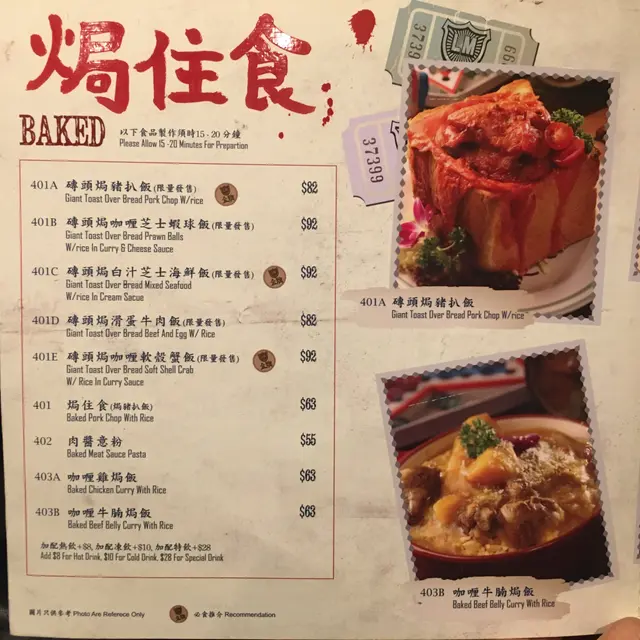 焗住食
BAKED
以下食品製作須時15-20分鐘
Please Allow 15 -20 Minutes For Prepartion
401A 磚頭焗豬扒飯(限量發售) $82
Giant Toast Over Bread Pork Chop W/rice
401B 磚頭焗咖喱芝士蝦球飯(限量發售) $92
Giant Toast Over Bread Prawn Balls
W/rice In Curry & Cheese Sauce
401C 磚頭焗白汁芝士海鮮飯(限量發售) $92
Giant Toast Over Bread Mixed Seafood
W/rice In Cream Sacue
401D 磚頭焗滑蛋牛肉飯(限量發售) $82
Giant Toast Over Bread Beef And Egg W/ Rice
401E 磚頭焗咖喱軟殼蟹飯(限量發售) $92
Giant Toast Over Bread Soft Shell Crab
W/ Rice In Curry Sauce
401 焗住食(焗豬扒飯) $63
Baked Pork Chop With Rice
402 肉醬意粉 $55
Baked Meat Sauce Pasta
403A 咖喱雞焗飯 $63
Baked Chicken Curry With Rice
403B 咖喱牛腩焗飯 $63
Baked Beef Belly Curry With Rice
加配熱飲+$8, 加配凍飲+$10, 加配特飲+$28
Add $8 For Hot Drink, $10 For Cold Drink, $28 For Special Drink
圖片只供參考 Photo Are Referece Only
必食推介 Recommendation
LM
37399
37399
401A 磚頭焗豬扒飯
Giant Toast Over Bread Pork Chop W/rice
403B 咖喱牛腩焗飯
Baked Beef Belly Curry With Rice